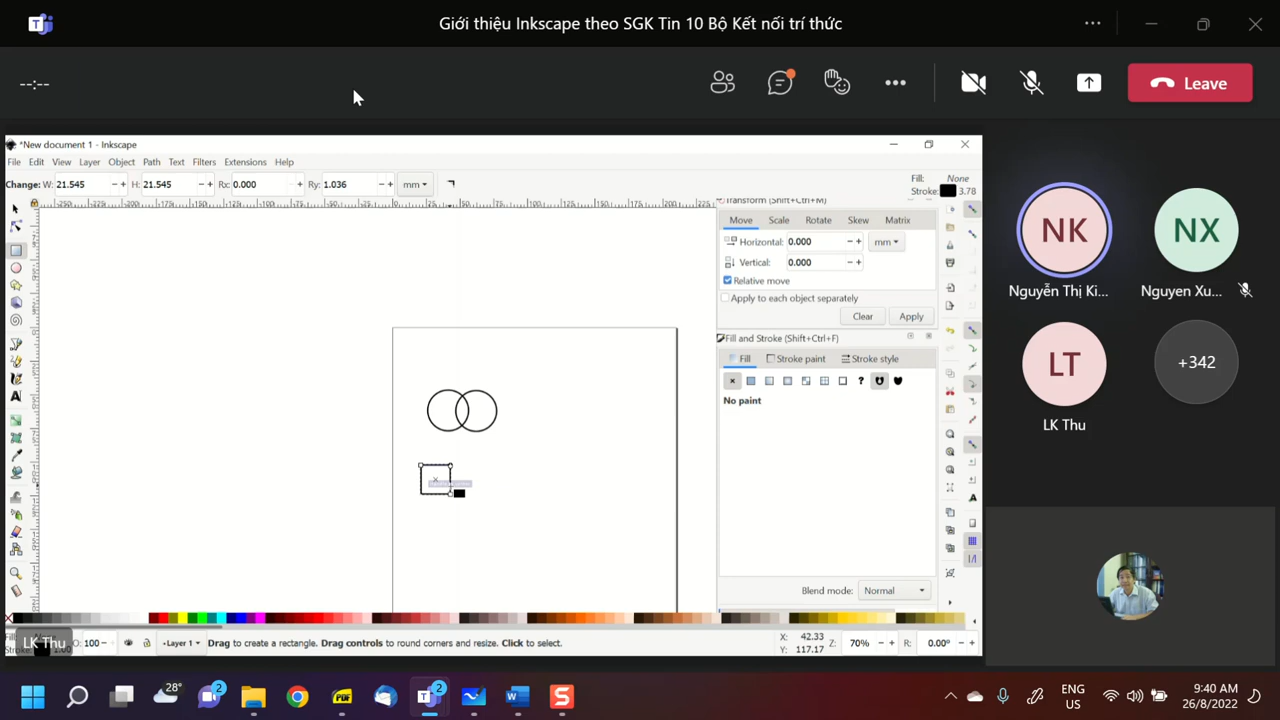 Giới thiệu Inkscape theo SGK Tin 10 Bộ Kết nối trí thức
--:--
Leave
*New document 1 - Inkscape
File Edit View Layer Object Path Text Filters Extensions Help
Change: W: 21.545 H: 21.545 Rx: 0.000 Ry: 1.036 mm
Fill: None
Stroke: 3.78
Transform (Shift+Ctrl+M)
Move Scale Rotate Skew Matrix
Horizontal: 0.000 mm
Vertical: 0.000
Relative move
Apply to each object separately
Clear Apply
Fill and Stroke (Shift+Ctrl+F)
Fill Stroke paint Stroke style
No paint
Blend mode: Normal
LK Thu
O: 100 -Layer 1 Drag to create a rectangle. Drag controls to round corners and resize. Click to select.
X: 42.33
Y: 117.17
Z: 70% R: 0.00°
NK
Nguyễn Thị Ki...
NX
Nguyen Xu...
LT
LK Thu
+342
28°
2
PDF
T
2
W
S
ENG
US
9:40 AM
26/8/2022